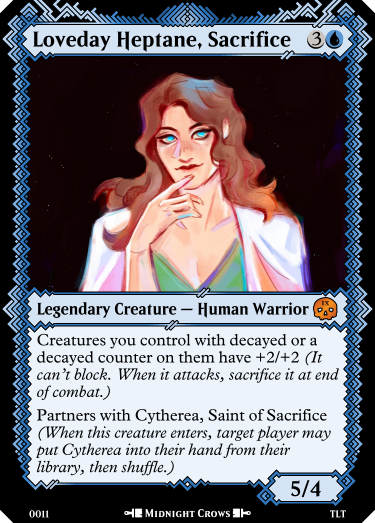 Loveday Heptane, Sacrifice 3
Legendary Creature — Human Warrior IX
Creatures you control with decayed or a
decayed counter on them have +2/+2 (It
can't block. When it attacks, sacrifice it at end
of combat.)
Partners with Cytherea, Saint of Sacrifice
(When this creature enters, target player may
put Cytherea into their hand from their
library, then shuffle.)
5/4
0011 Midnight Crows TLT